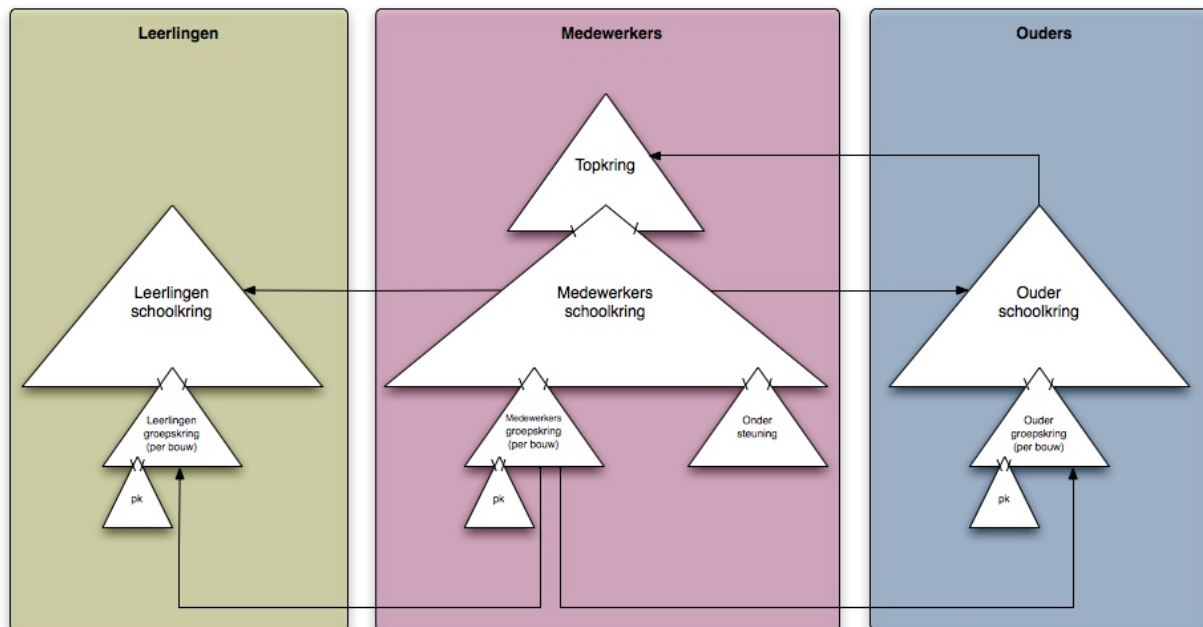 Leerlingen
Medewerkers
Ouders
Topkring
Leerlingen
schoolkring
Medewerkers
schoolkring
Ouder
schoolkring
Leerlingen
groepskring
(per bouw)
Medewerkers
groepskring
(per bouw)
Onder
steuning
Ouder
groepskring
(per bouw)
pk
pk
pk